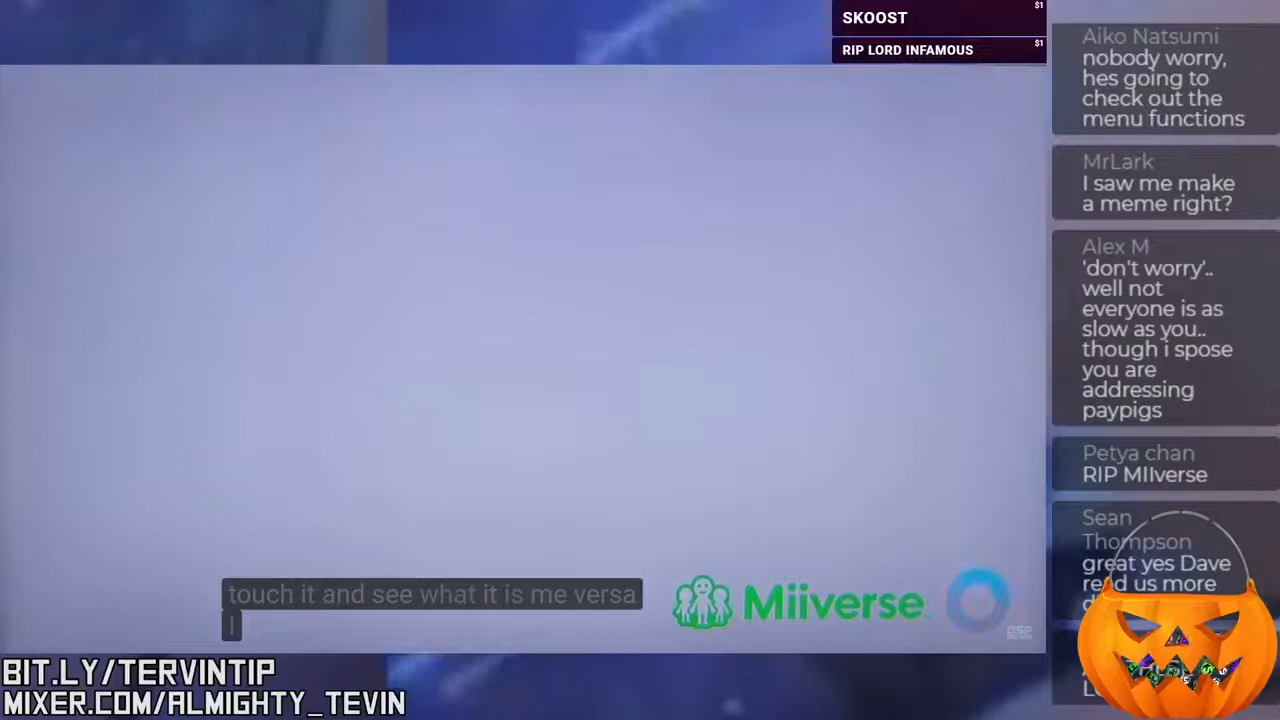 SKOOST
$1
RIP LORD INFAMOUS
$1
Aiko Natsumi
nobody worry,
hes going to
check out the
menu functions
MrLark
I saw me make
a meme right?
Alex M
'don't worry'..
well not
everyone is as
slow as you..
though i spose
you are
addressing
paypigs
Petya chan
RIP MIIverse
Sean
Thompson
great yes Dave
read us more
touch it and see what it is me versa
I
Miiverse
DSP
BIT.LY/TERVINTIP
MIXER.COM/ALMIGHTY_TEVIN